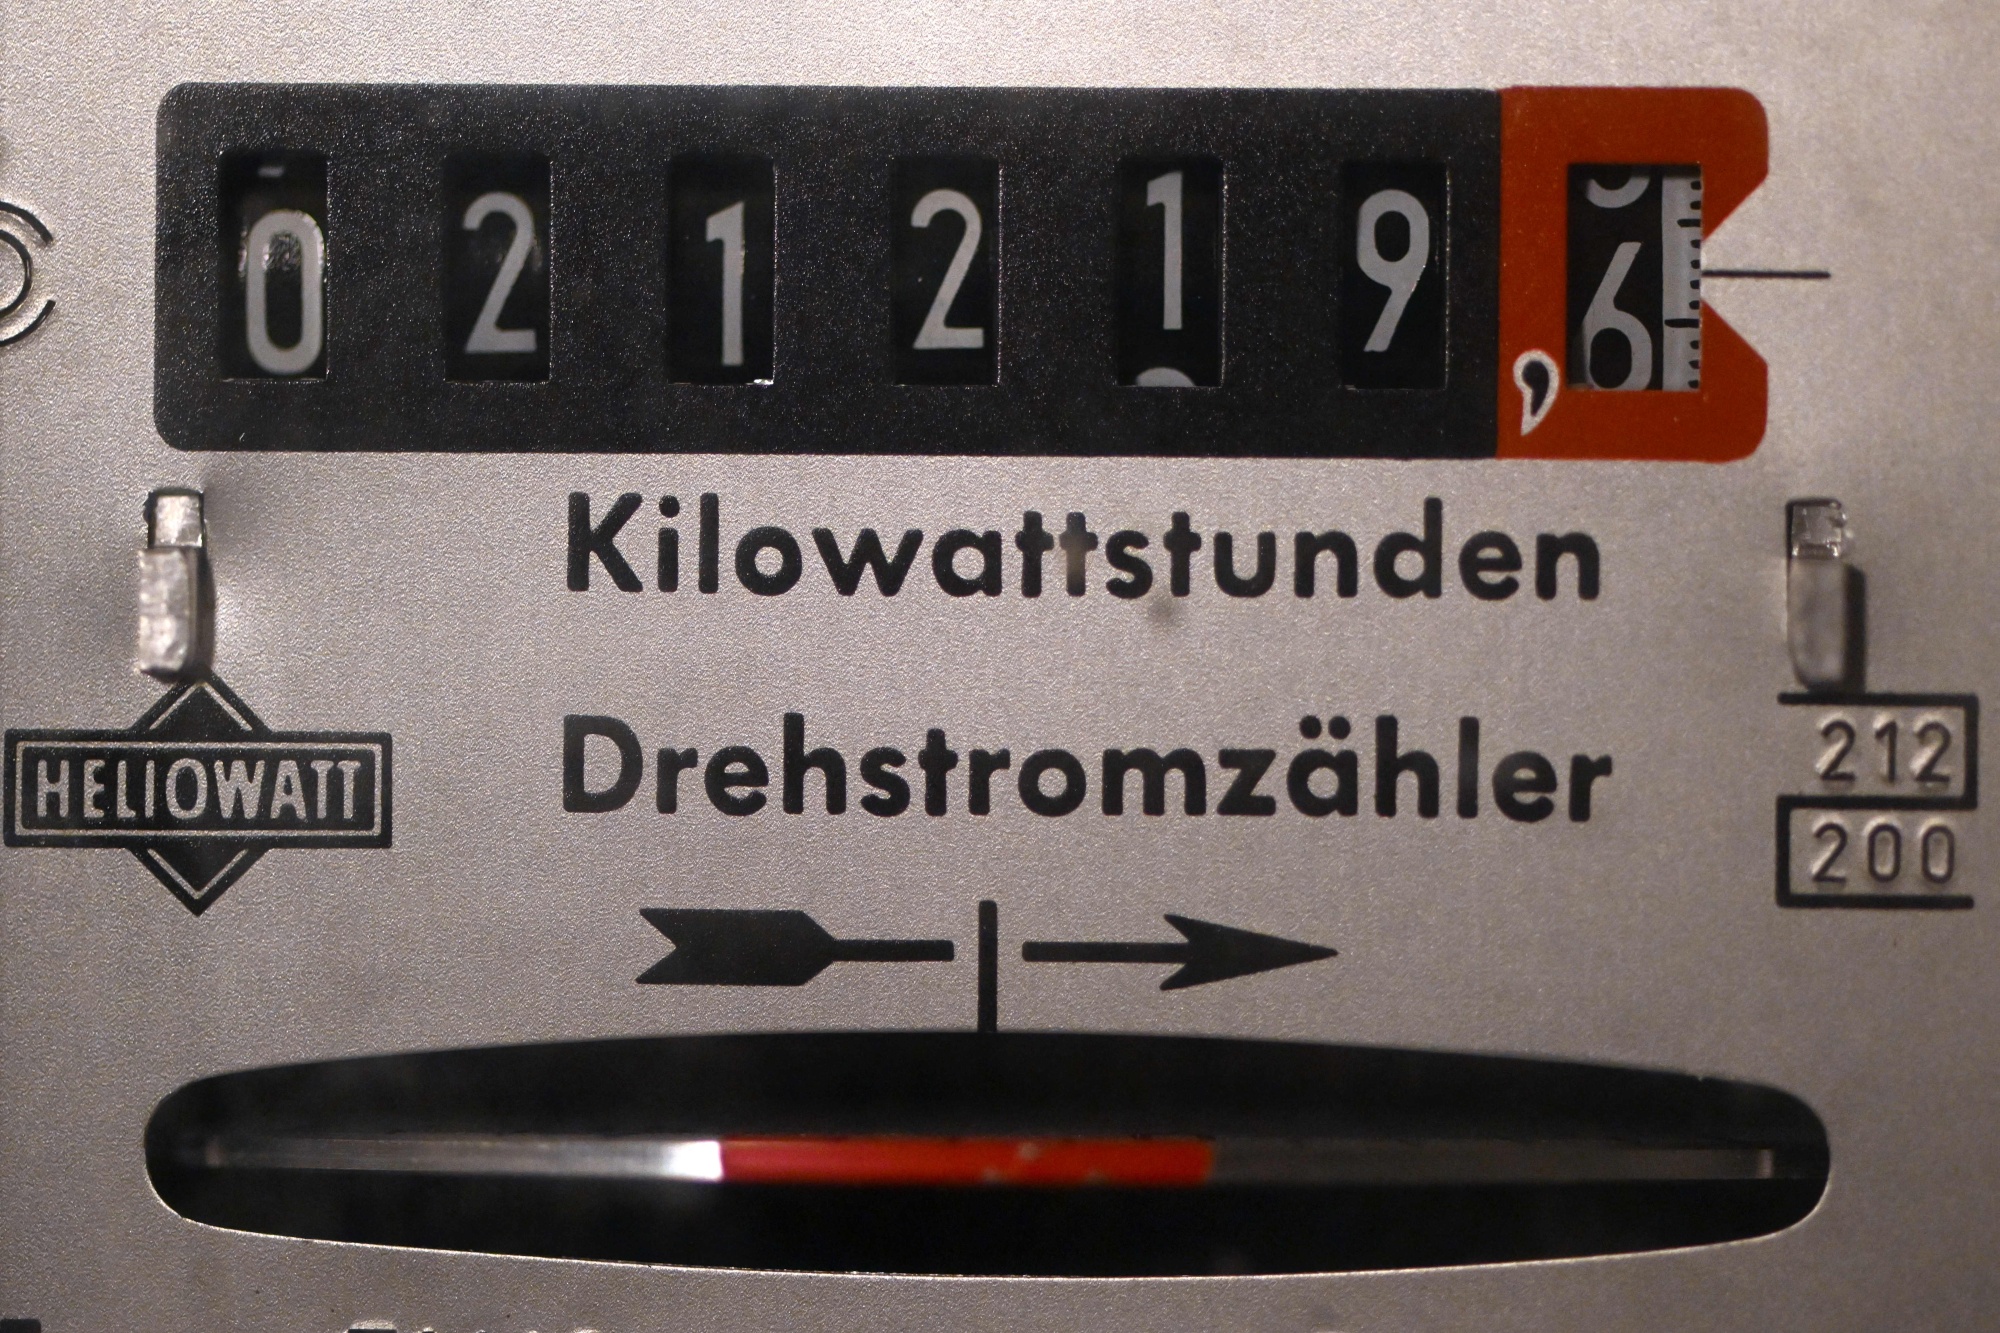 021219,6
Kilowattstunden
HELIOWATT
Drehstromzähler
212
200